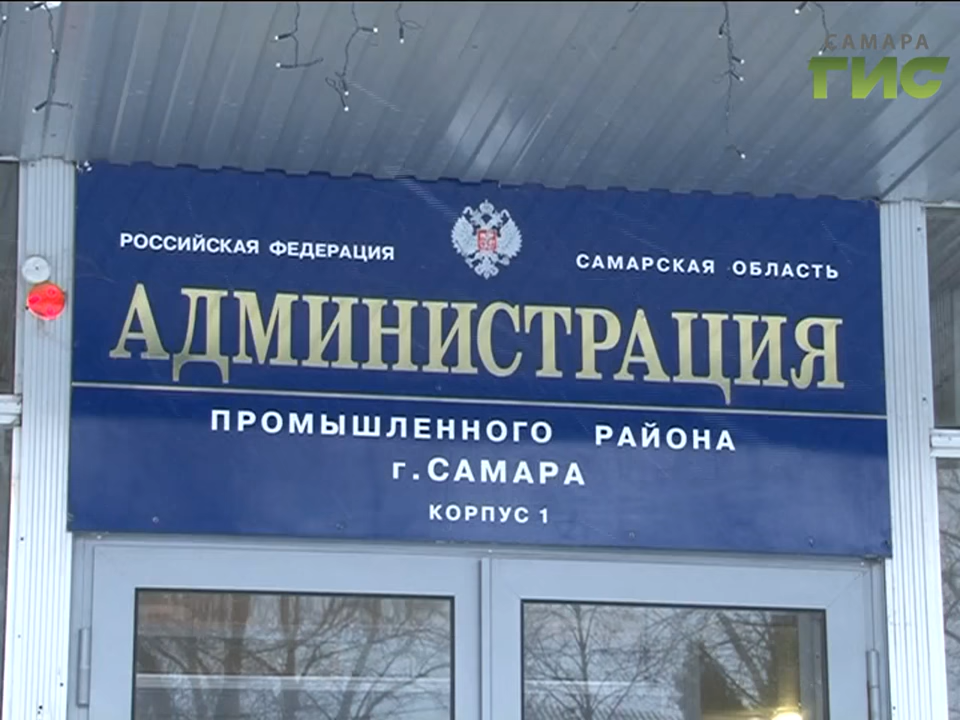 САМАРА
ГИС
РОССИЙСКАЯ ФЕДЕРАЦИЯ
САМАРСКАЯ ОБЛАСТЬ
АДМИНИСТРАЦИЯ
ПРОМЫШЛЕННОГО РАЙОНА
г. САМАРА
КОРПУС 1